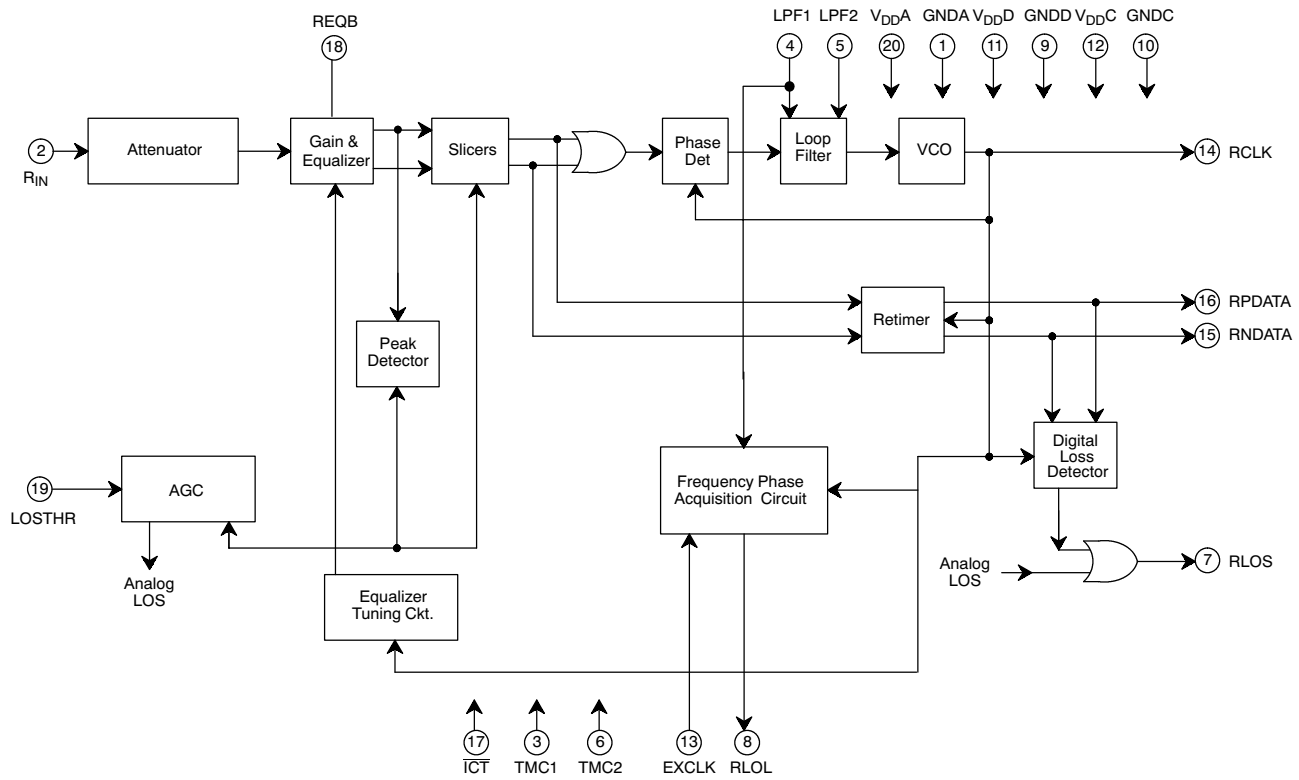 REQB
18
LPF1 LPF2 VDDA GNDA VDDD GNDD VDDC GNDC
4 5 20 1 11 9 12 10
2
RIN
Attenuator
Gain &
Equalizer
Slicers
Phase
Det
Loop
Filter
VCO
14 RCLK
Retimer
16 RPDATA
15 RNDATA
Peak
Detector
19
LOSTHR
AGC
Analog
LOS
Frequency Phase
Acquisition Circuit
Digital
Loss
Detector
Analog
LOS
7 RLOS
Equalizer
Tuning Ckt.
17 3 6 13 8
I̅C̅T̅ TMC1 TMC2 EXCLK RLOL